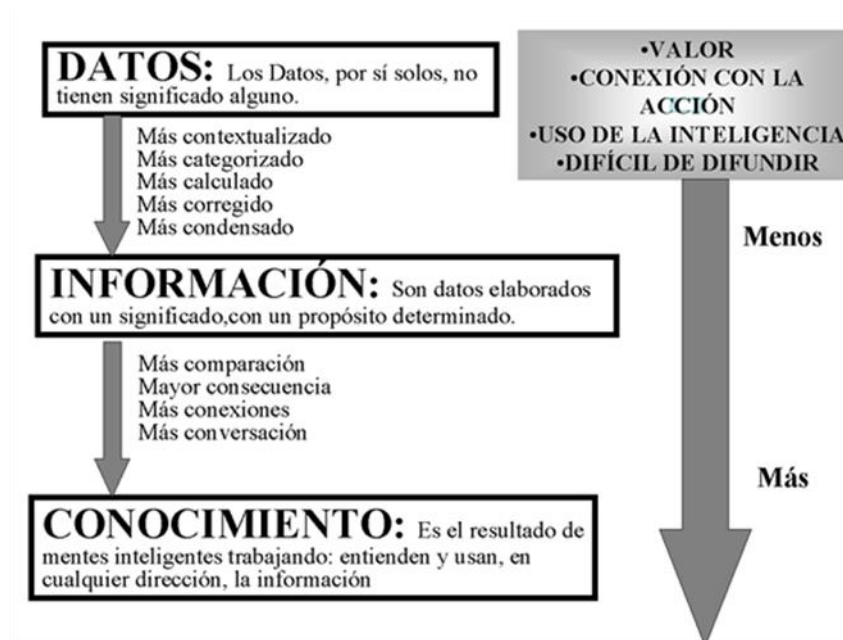 DATOS: Los Datos, por sí solos, no
tienen significado alguno.
Más contextualizado
Más categorizado
Más calculado
Más corregido
Más condensado
INFORMACIÓN: Son datos elaborados
con un significado,con un propósito determinado.
Más comparación
Mayor consecuencia
Más conexiones
Más conversación
CONOCIMIENTO: Es el resultado de
mentes inteligentes trabajando: entienden y usan, en
cualquier dirección, la información
•VALOR
•CONEXIÓN CON LA
ACCIÓN
•USO DE LA INTELIGENCIA
•DIFÍCIL DE DIFUNDIR
Menos
Más